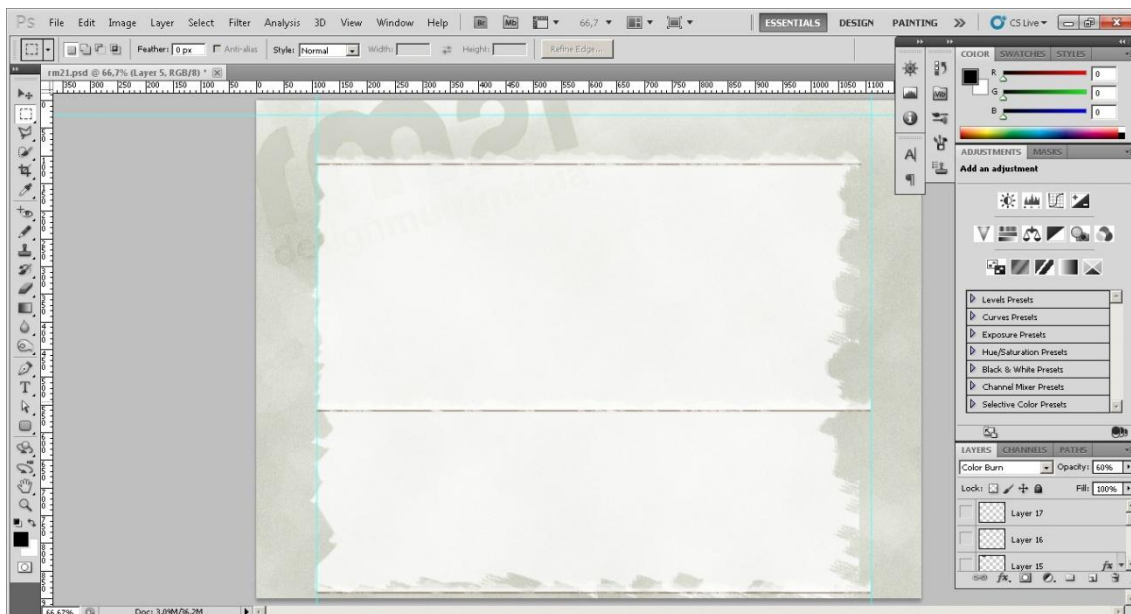 Ps File Edit Image Layer Select Filter Analysis 3D View Window Help Br Mb 66,7 ESSENTIALS DESIGN PAINTING CS Live
Feather: 0 px Anti-alias Style: Normal Width: Height: Refine Edge...
rm21.psd @ 66,7% (Layer 5, RGB/8) *
350 300 250 200 150 100 50 0 50 100 150 200 250 300 350 400 450 500 550 600 650 700 750 800 850 900 950 1000 1050 1100
COLOR SWATCHES STYLES
R 0
G 0
B 0
ADJUSTMENTS MASKS
Add an adjustment
Levels Presets
Curves Presets
Exposure Presets
Hue/Saturation Presets
Black & White Presets
Channel Mixer Presets
Selective Color Presets
LAYERS CHANNELS PATHS
Color Burn Opacity: 60%
Lock: Fill: 100%
Layer 17
Layer 16
Layer 15 fx
designmultimedia
66,67% Doc: 3,09M/36,2M